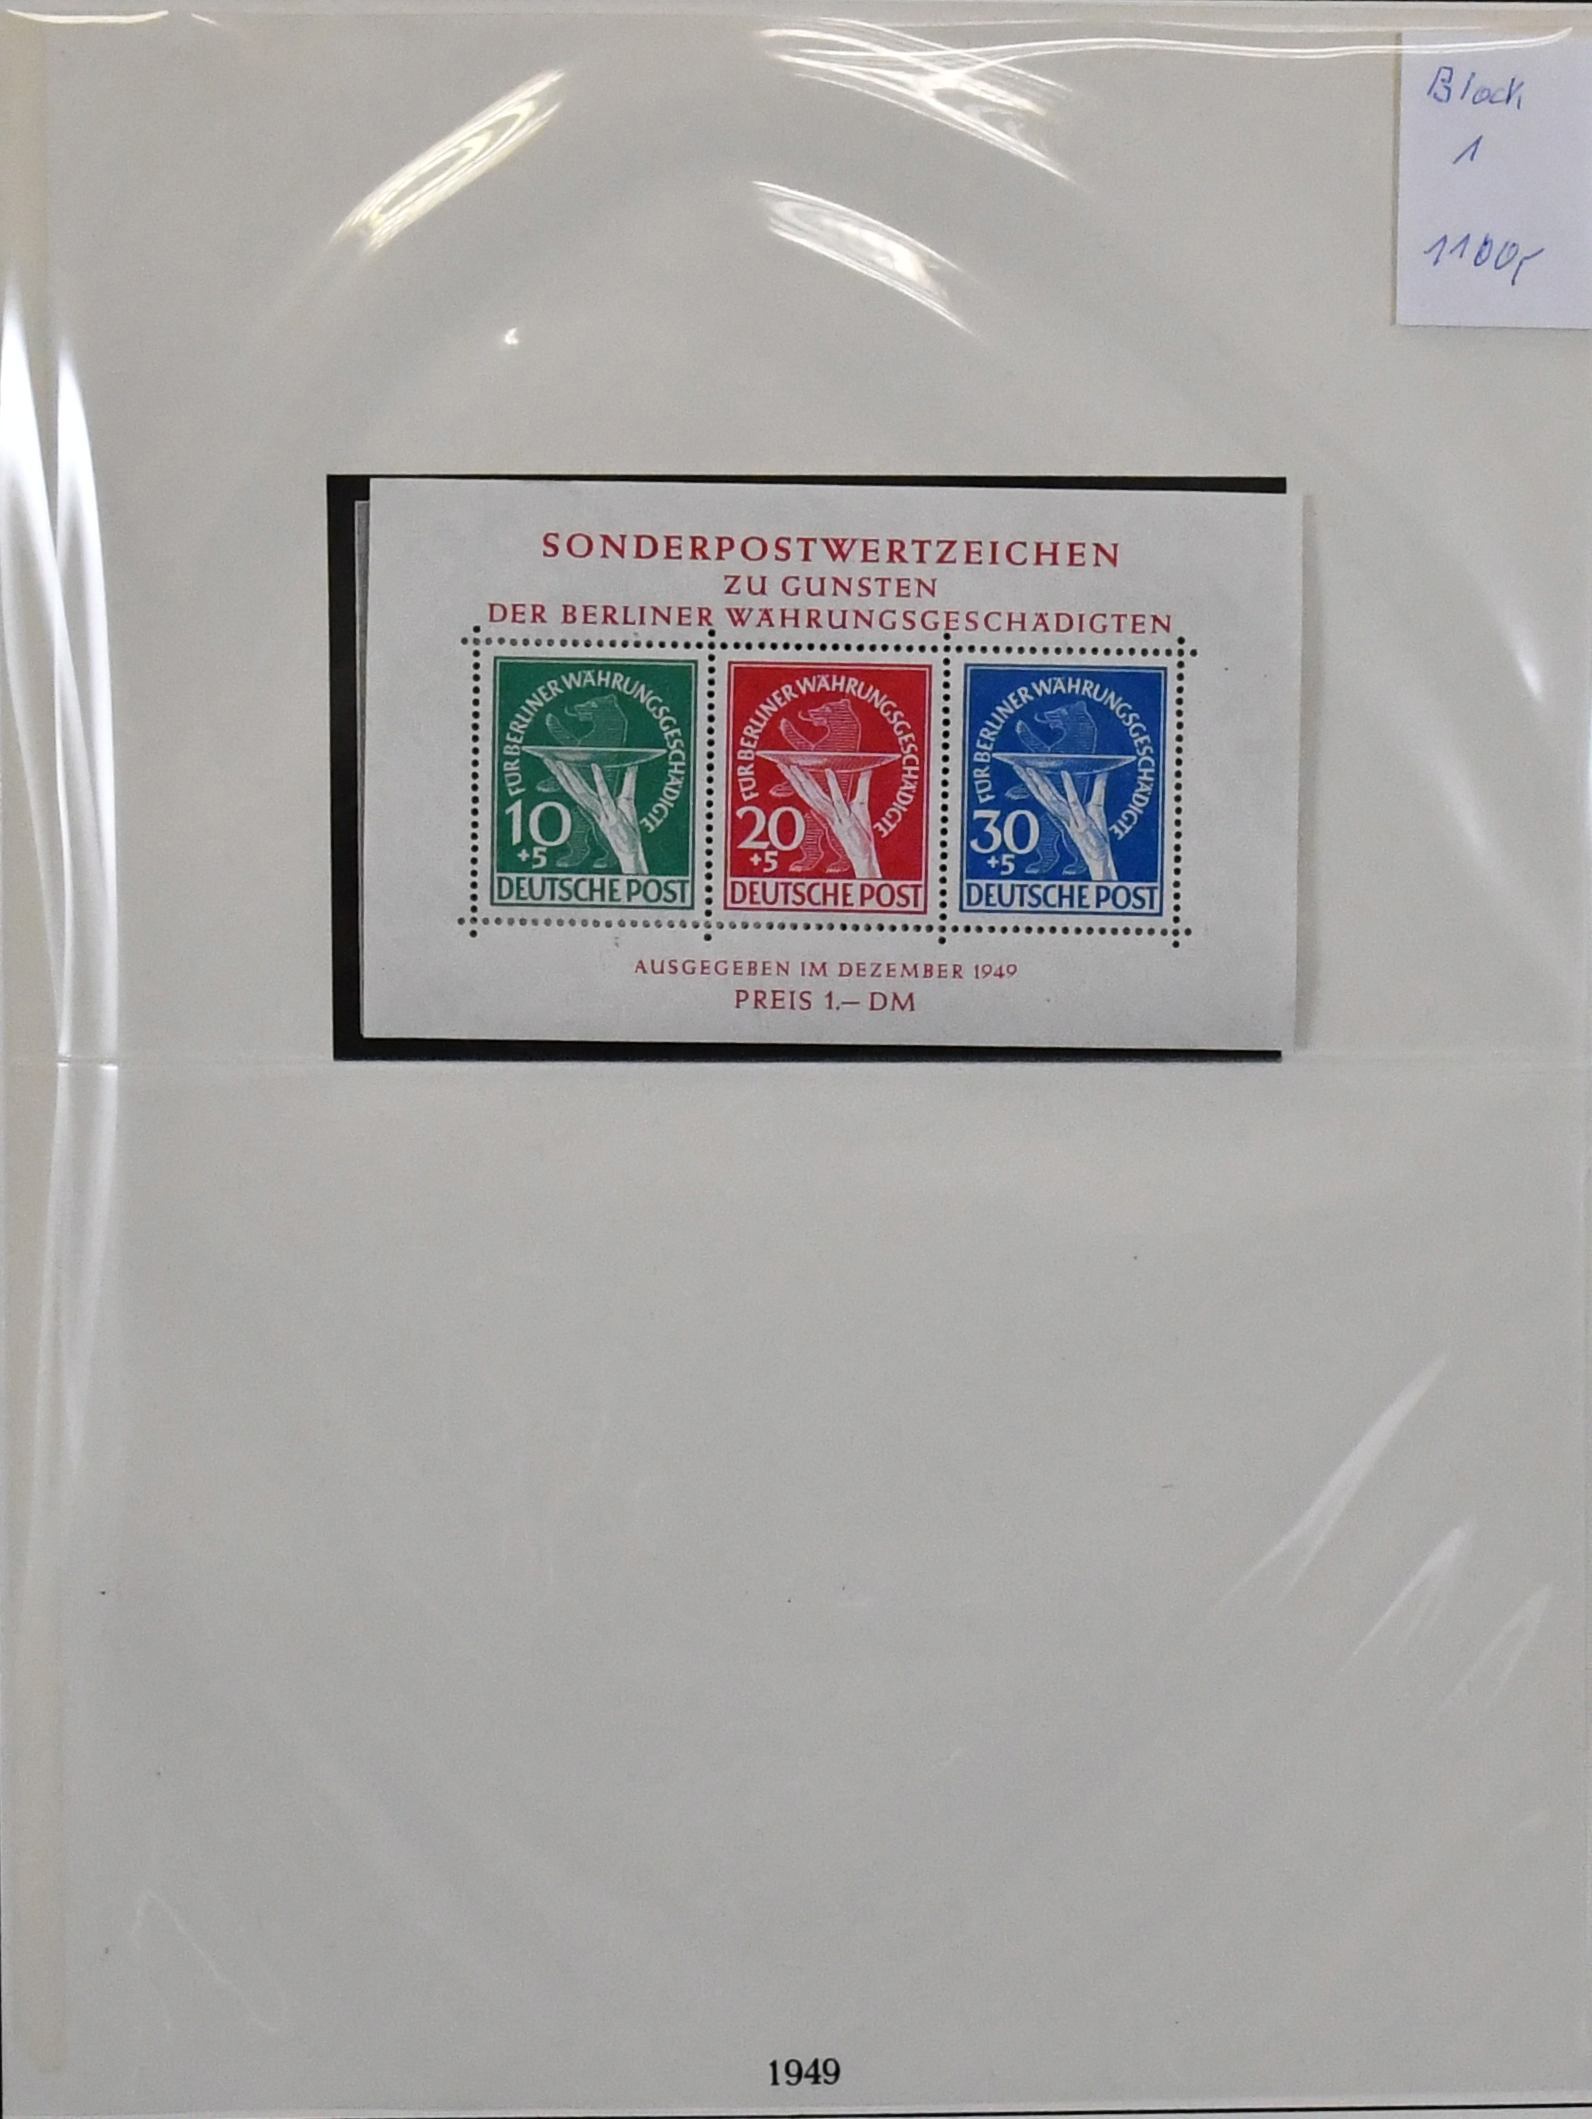 Block
1
1100,-
SONDERPOSTWERTZEICHEN
ZU GUNSTEN
DER BERLINER WÄHRUNGSGESCHÄDIGTEN
FÜR BERLINER WÄHRUNGSGESCHÄDIGTE
10
+5
DEUTSCHE POST
FÜR BERLINER WÄHRUNGSGESCHÄDIGTE
20
+5
DEUTSCHE POST
FÜR BERLINER WÄHRUNGSGESCHÄDIGTE
30
+5
DEUTSCHE POST
AUSGEGEBEN IM DEZEMBER 1949
PREIS 1.– DM
1949